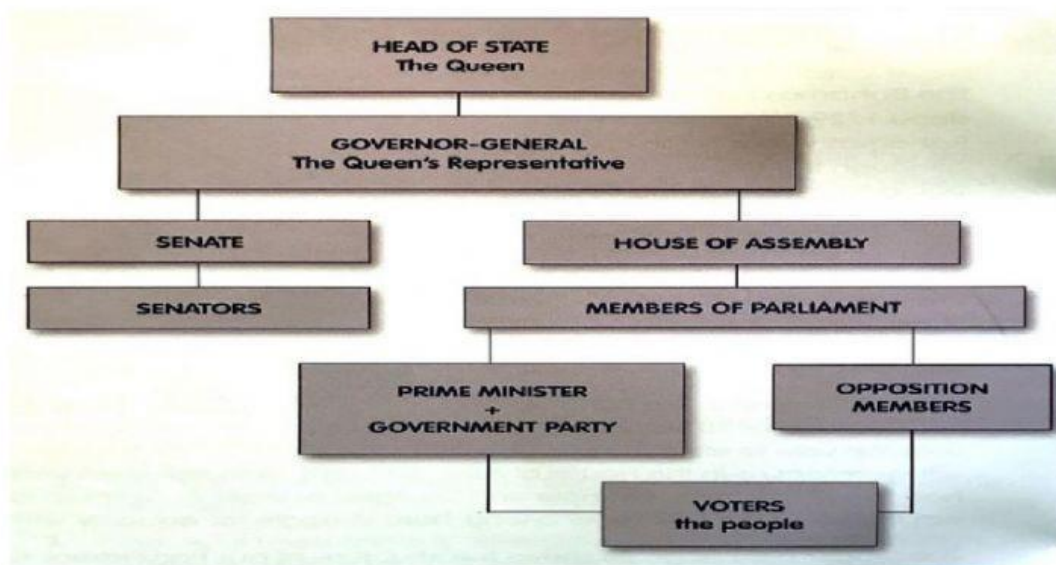 HEAD OF STATE
The Queen
GOVERNOR-GENERAL
The Queen's Representative
SENATE
HOUSE OF ASSEMBLY
SENATORS
MEMBERS OF PARLIAMENT
PRIME MINISTER
+
GOVERNMENT PARTY
OPPOSITION
MEMBERS
VOTERS
the people